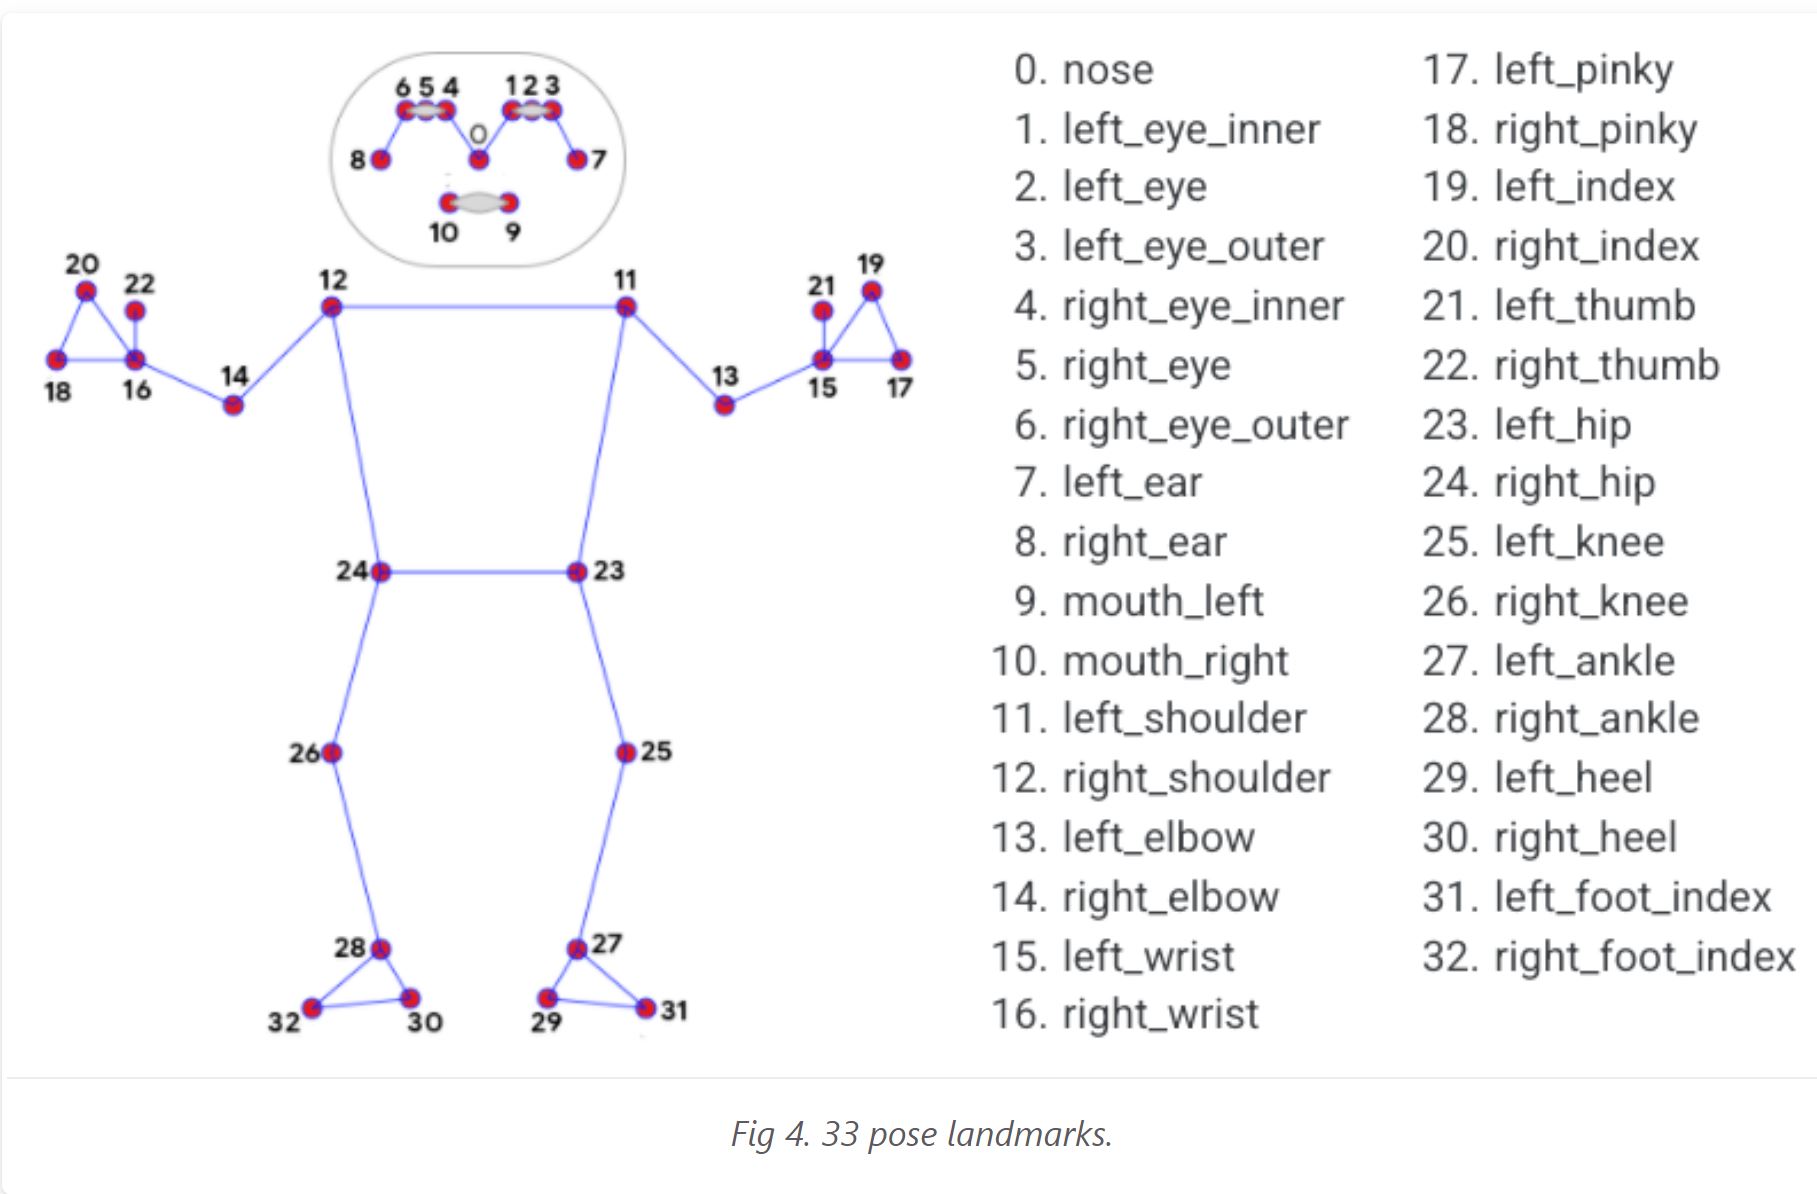 6 5 4 1 2 3
0
8 7
10 9
20 22 12 11 21 19
18 16 14 13 15 17
24 23
26 25
28 27
32 30 29 31
0. nose
1. left_eye_inner
2. left_eye
3. left_eye_outer
4. right_eye_inner
5. right_eye
6. right_eye_outer
7. left_ear
8. right_ear
9. mouth_left
10. mouth_right
11. left_shoulder
12. right_shoulder
13. left_elbow
14. right_elbow
15. left_wrist
16. right_wrist
17. left_pinky
18. right_pinky
19. left_index
20. right_index
21. left_thumb
22. right_thumb
23. left_hip
24. right_hip
25. left_knee
26. right_knee
27. left_ankle
28. right_ankle
29. left_heel
30. right_heel
31. left_foot_index
32. right_foot_index
Fig 4. 33 pose landmarks.